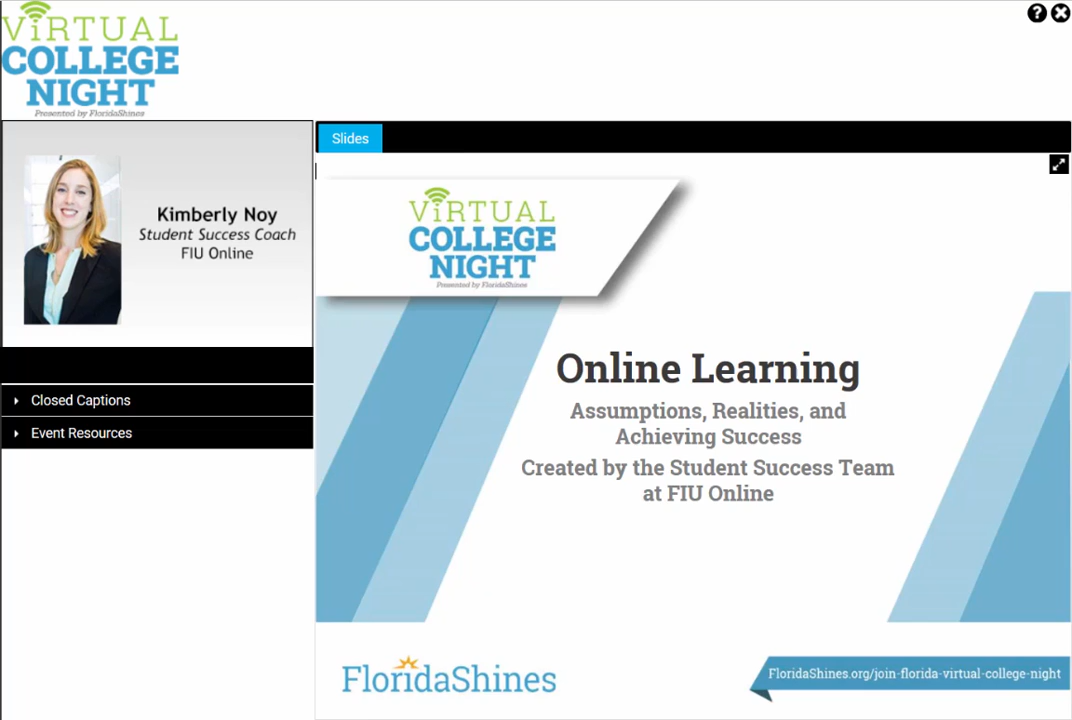 ViRTUAL
COLLEGE
NIGHT
Presented by FloridaShines
Kimberly Noy
Student Success Coach
FIU Online
Closed Captions
Event Resources
Slides
ViRTUAL
COLLEGE
NIGHT
Presented by FloridaShines
Online Learning
Assumptions, Realities, and
Achieving Success
Created by the Student Success Team
at FIU Online
FloridaShines
FloridaShines.org/join-florida-virtual-college-night